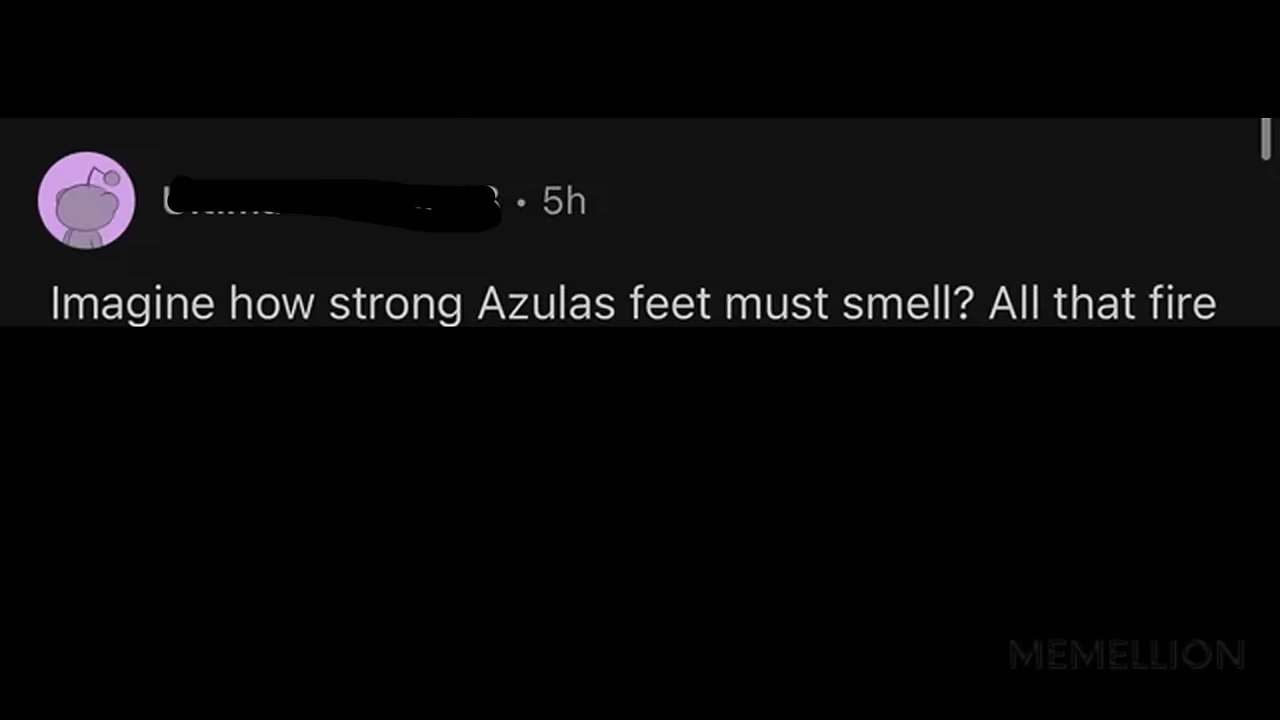 • 5h
Imagine how strong Azulas feet must smell? All that fire
MEMELLION